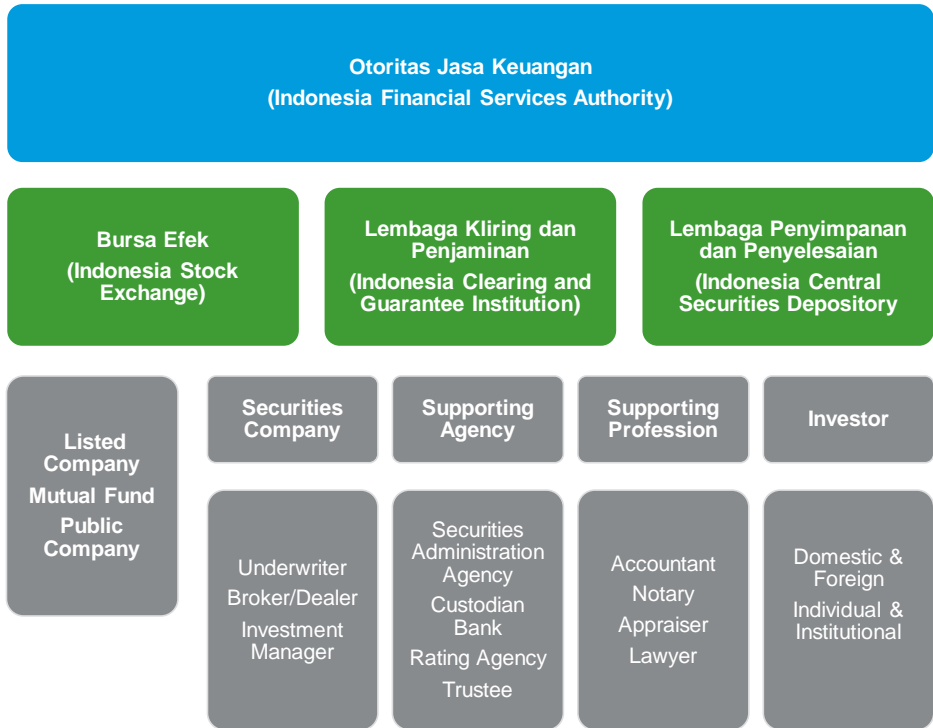 Otoritas Jasa Keuangan
(Indonesia Financial Services Authority)
Bursa Efek
(Indonesia Stock
Exchange)
Lembaga Kliring dan
Penjaminan
(Indonesia Clearing and
Guarantee Institution)
Lembaga Penyimpanan
dan Penyelesaian
(Indonesia Central
Securities Depository
Listed
Company
Mutual Fund
Public
Company
Securities
Company
Supporting
Agency
Supporting
Profession
Investor
Underwriter
Broker/Dealer
Investment
Manager
Securities
Administration
Agency
Custodian
Bank
Rating Agency
Trustee
Accountant
Notary
Appraiser
Lawyer
Domestic &
Foreign
Individual &
Institutional